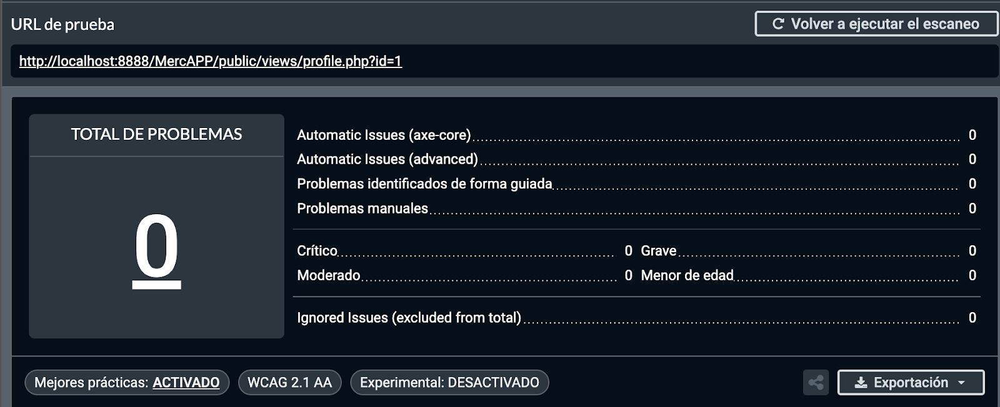 URL de prueba
Volver a ejecutar el escaneo
http://localhost:8888/MercAPP/public/views/profile.php?id=1
TOTAL DE PROBLEMAS
0
Automatic Issues (axe-core) 0
Automatic Issues (advanced) 0
Problemas identificados de forma guiada 0
Problemas manuales 0
Crítico 0 Grave 0
Moderado 0 Menor de edad 0
Ignored Issues (excluded from total) 0
Mejores prácticas: ACTIVADO WCAG 2.1 AA Experimental: DESACTIVADO Exportación